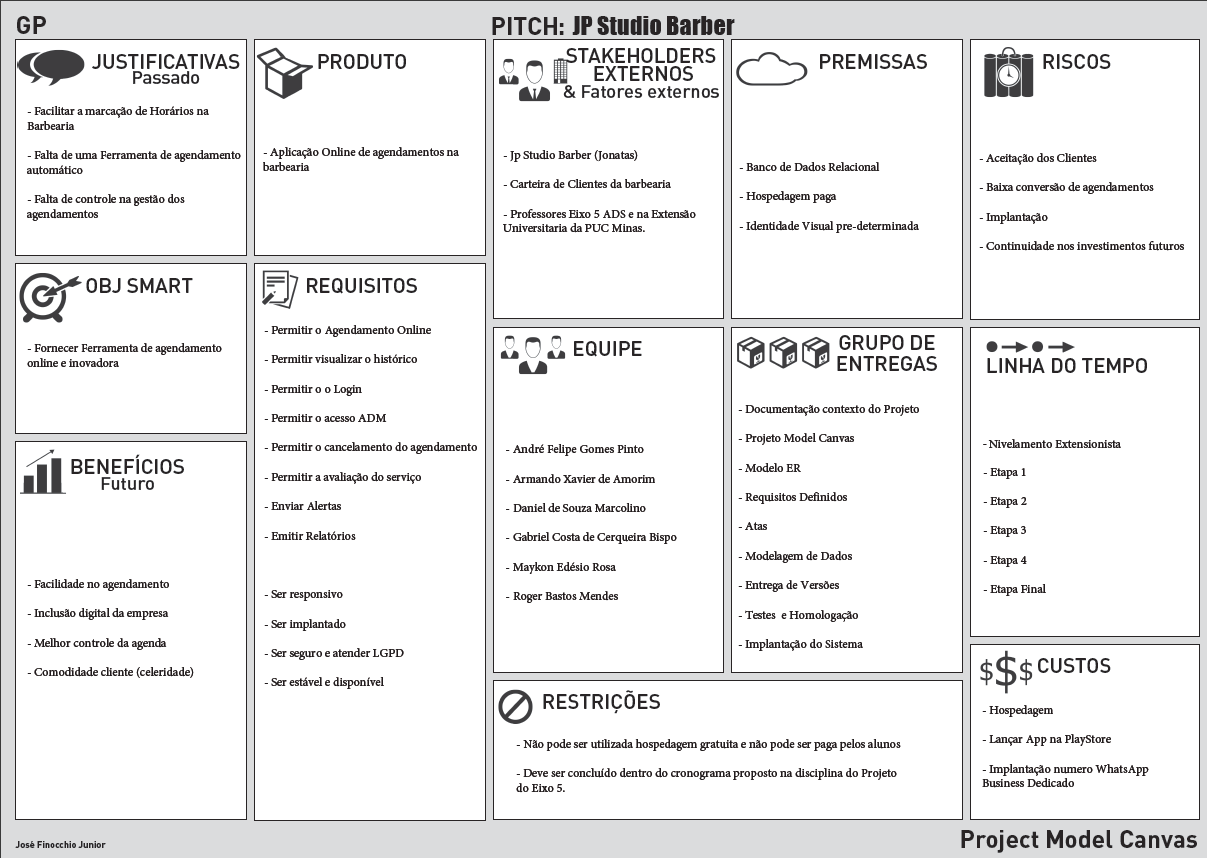 GP
PITCH: JP Studio Barber
JUSTIFICATIVAS
Passado
- Facilitar a marcação de Horários na
Barbearia
- Falta de uma Ferramenta de agendamento
automático
- Falta de controle na gestão dos
agendamentos
PRODUTO
- Aplicação Online de agendamentos na
barbearia
STAKEHOLDERS
EXTERNOS
& Fatores externos
- Jp Studio Barber (Jonatas)
- Carteira de Clientes da barbearia
- Professores Eixo 5 ADS e na Extensão
Universitaria da PUC Minas.
PREMISSAS
- Banco de Dados Relacional
- Hospedagem paga
- Identidade Visual pre-determinada
RISCOS
- Aceitação dos Clientes
- Baixa conversão de agendamentos
- Implantação
- Continuidade nos investimentos futuros
OBJ SMART
- Fornecer Ferramenta de agendamento
online e inovadora
REQUISITOS
- Permitir o Agendamento Online
- Permitir visualizar o histórico
- Permitir o o Login
- Permitir o acesso ADM
- Permitir o cancelamento do agendamento
- Permitir a avaliação do serviço
- Enviar Alertas
- Emitir Relatórios
- Ser responsivo
- Ser implantado
- Ser seguro e atender LGPD
- Ser estável e disponível
EQUIPE
- André Felipe Gomes Pinto
- Armando Xavier de Amorim
- Daniel de Souza Marcolino
- Gabriel Costa de Cerqueira Bispo
- Maykon Edésio Rosa
- Roger Bastos Mendes
GRUPO DE
ENTREGAS
- Documentação contexto do Projeto
- Projeto Model Canvas
- Modelo ER
- Requisitos Definidos
- Atas
- Modelagem de Dados
- Entrega de Versões
- Testes e Homologação
- Implantação do Sistema
LINHA DO TEMPO
- Nivelamento Extensionista
- Etapa 1
- Etapa 2
- Etapa 3
- Etapa 4
- Etapa Final
BENEFÍCIOS
Futuro
- Facilidade no agendamento
- Inclusão digital da empresa
- Melhor controle da agenda
- Comodidade cliente (celeridade)
RESTRIÇÕES
- Não pode ser utilizada hospedagem gratuita e não pode ser paga pelos alunos
- Deve ser concluído dentro do cronograma proposto na disciplina do Projeto
do Eixo 5.
$$$ CUSTOS
- Hospedagem
- Lançar App na PlayStore
- Implantação numero WhatsApp
Business Dedicado
José Finocchio Junior
Project Model Canvas